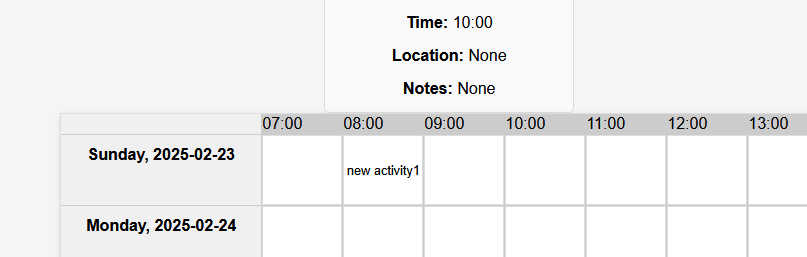 Time: 10:00
Location: None
Notes: None
07:00 08:00 09:00 10:00 11:00 12:00 13:00
Sunday, 2025-02-23
new activity1
Monday, 2025-02-24